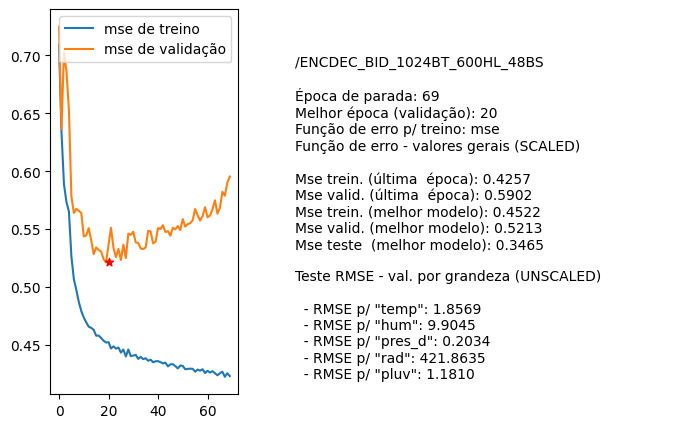 mse de treino
mse de validação
0.70
0.65
0.60
0.55
0.50
0.45
0
20
40
60
/ENCDEC_BID_1024BT_600HL_48BS
Época de parada: 69
Melhor época (validação): 20
Função de erro p/ treino: mse
Função de erro - valores gerais (SCALED)
Mse trein. (última  época): 0.4257
Mse valid. (última  época): 0.5902
Mse trein. (melhor modelo): 0.4522
Mse valid. (melhor modelo): 0.5213
Mse teste  (melhor modelo): 0.3465
Teste RMSE - val. por grandeza (UNSCALED)
- RMSE p/ "temp": 1.8569
- RMSE p/ "hum": 9.9045
- RMSE p/ "pres_d": 0.2034
- RMSE p/ "rad": 421.8635
- RMSE p/ "pluv": 1.1810